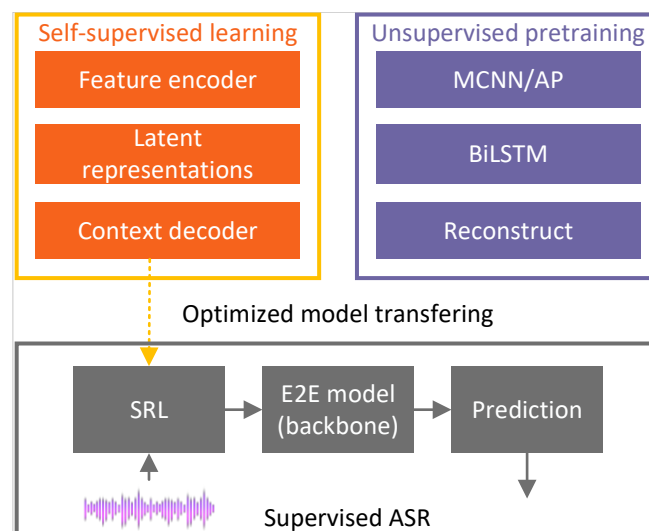 Self-supervised learning
Feature encoder
Latent
representations
Context decoder
Unsupervised pretraining
MCNN/AP
BiLSTM
Reconstruct
Optimized model transfering
SRL
E2E model
(backbone)
Prediction
Supervised ASR